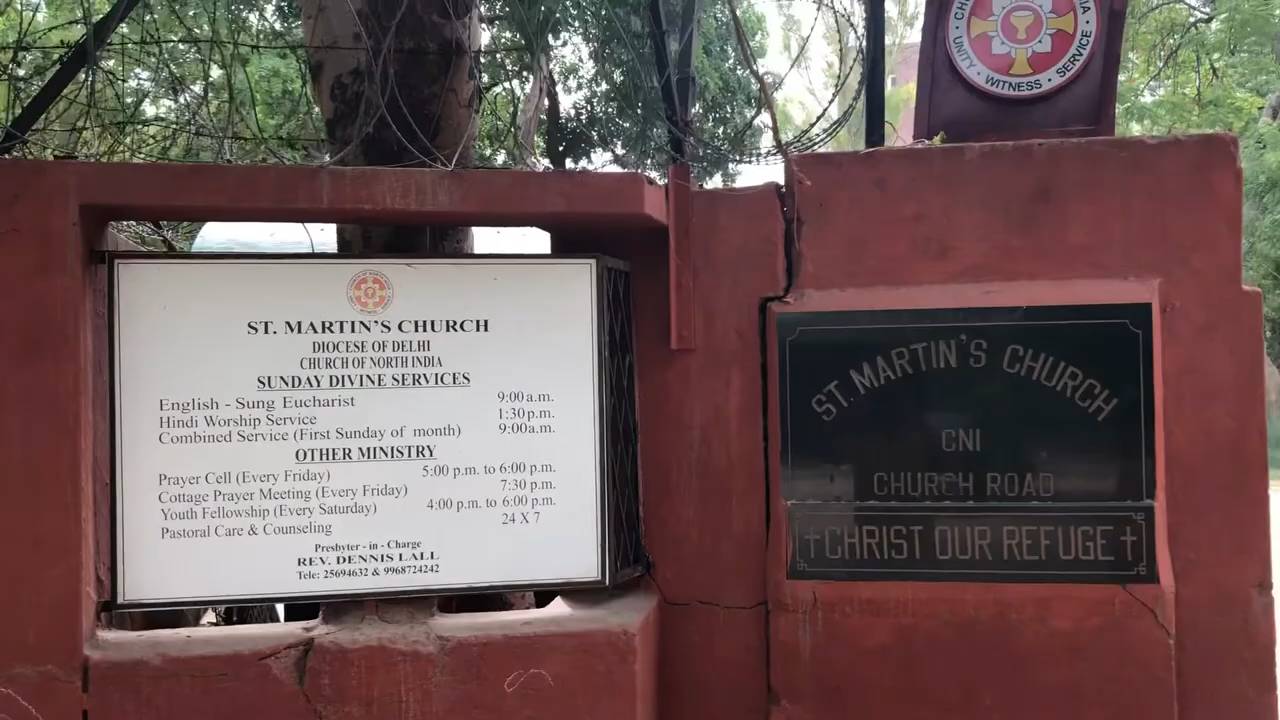 ST. MARTIN'S CHURCH
DIOCESE OF DELHI
CHURCH OF NORTH INDIA
SUNDAY DIVINE SERVICES
English - Sung Eucharist 9:00 a.m.
Hindi Worship Service 1:30 p.m.
Combined Service (First Sunday of month) 9:00a.m.
OTHER MINISTRY
Prayer Cell (Every Friday) 5:00 p.m. to 6:00 p.m.
Cottage Prayer Meeting (Every Friday) 7:30 p.m.
Youth Fellowship (Every Saturday) 4:00 p.m. to 6:00 p.m.
Pastoral Care & Counseling 24 X 7
Presbyter - in - Charge
REV. DENNIS LALL
Tele: 25694632 & 9968724242
UNITY · WITNESS · SERVICE
ST. MARTIN'S CHURCH
CNI
CHURCH ROAD
CHRIST OUR REFUGE